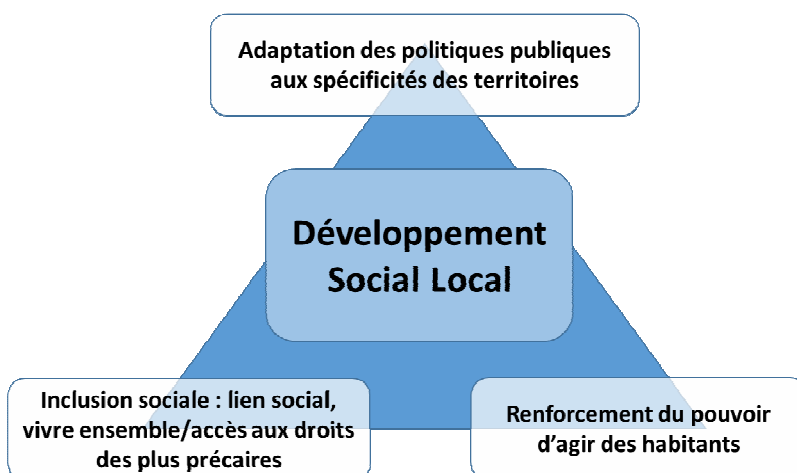 Adaptation des politiques publiques
aux spécificités des territoires
Développement
Social Local
Inclusion sociale : lien social,
vivre ensemble/accès aux droits
des plus précaires
Renforcement du pouvoir
d'agir des habitants